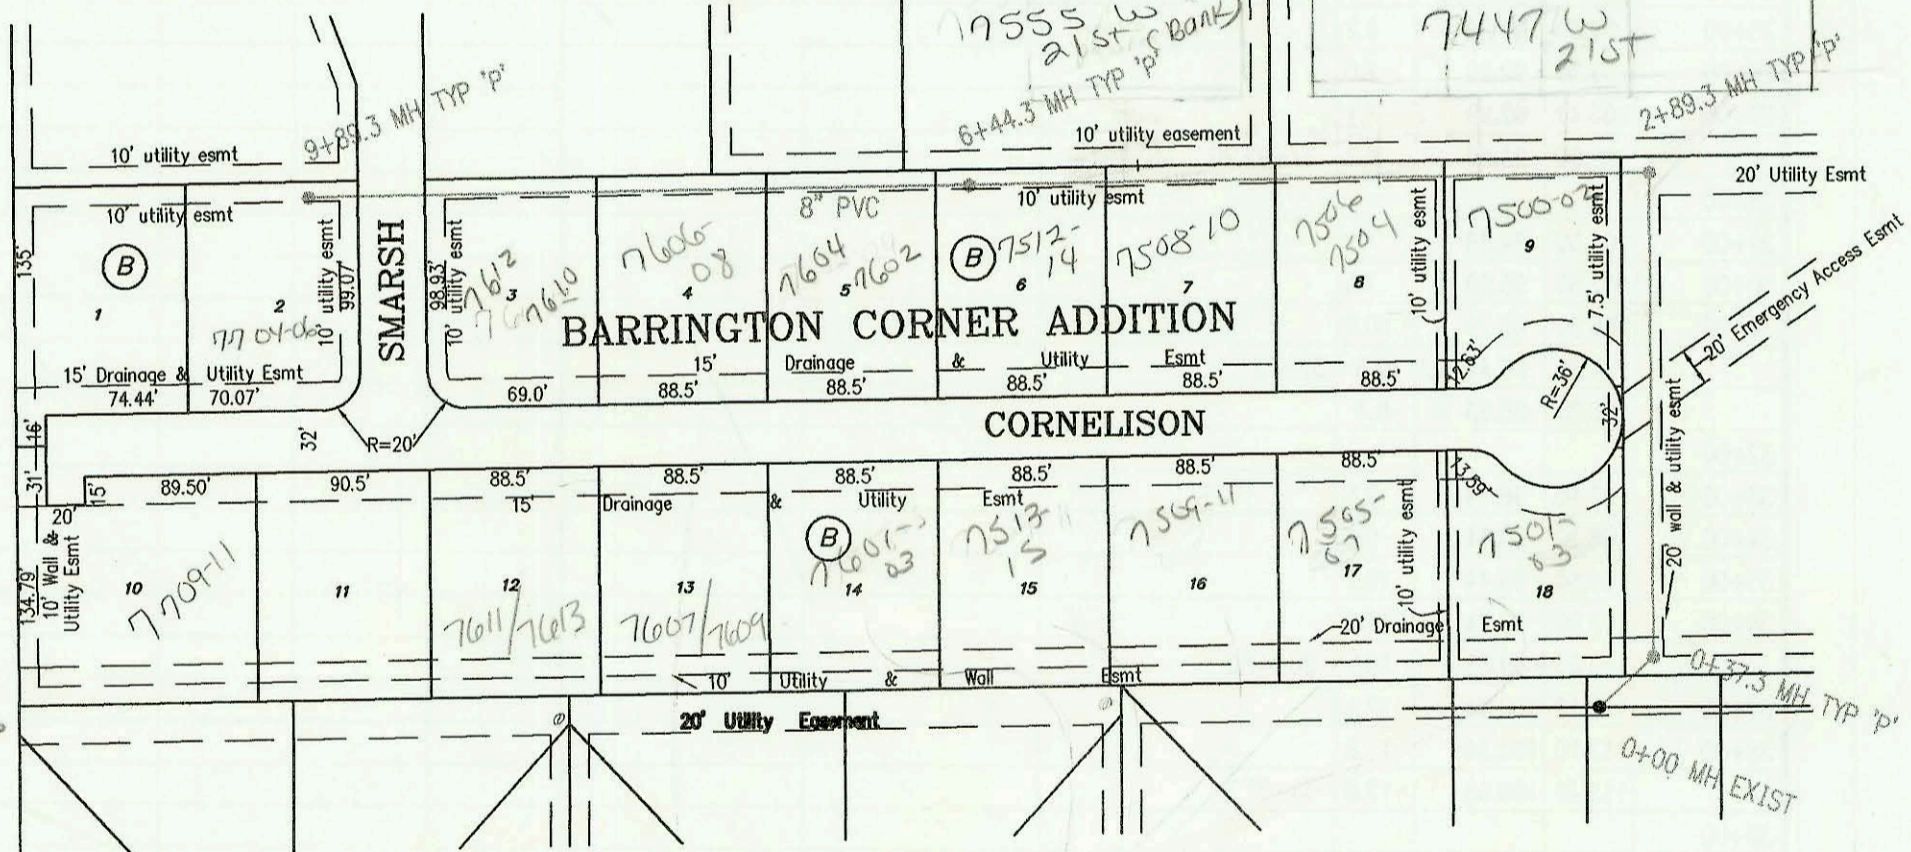 7555 W
21st (BANK)
7447 W
21ST
9+89.3 MH TYP 'P'
6+44.3 MH TYP 'P'
2+89.3 MH TYP 'P'
10' utility esmt
10' utility easement
20' Utility Esmt
10' utility esmt
8" PVC
10' utility esmt
135'
B
1
2
7704-06
10' utility esmt
99.07'
SMARSH
98.93'
10' utility esmt
7612
7610
3
7606-
08
4
7604
7602
5
B
7512-
14
6
7508-10
7
7506
7504
8
10' utility esmt
7500-02
9
7.5' utility esmt
20' Emergency Access Esmt
BARRINGTON CORNER ADDITION
15' Drainage & Utility Esmt
15' Drainage & Utility Esmt
74.44'
70.07'
69.0'
88.5'
88.5'
88.5'
88.5'
88.5'
12.63'
R=36'
32'
16'
32'
R=20'
CORNELISON
31'
15'
20'
89.50'
90.5'
88.5'
88.5'
88.5'
88.5'
88.5'
88.5'
13.59'
15' Drainage & Utility Esmt
134.79'
10' Wall &
Utility Esmt
10
7709-11
11
12
7611/7613
13
7607/7609
B
7601-
03
14
7513-
15
15
7509-11
16
7505-
07
17
10' utility esmt
7501-
03
18
20' wall & utility esmt
20' Drainage Esmt
10' Utility & Wall Esmt
20' Utility Easement
0+37.3 MH TYP 'P'
0+00 MH EXIST